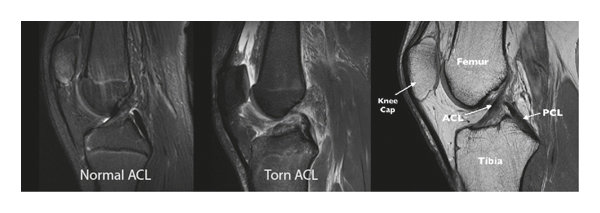 Normal ACL
Torn ACL
Femur
Knee
Cap
ACL
PCL
Tibia